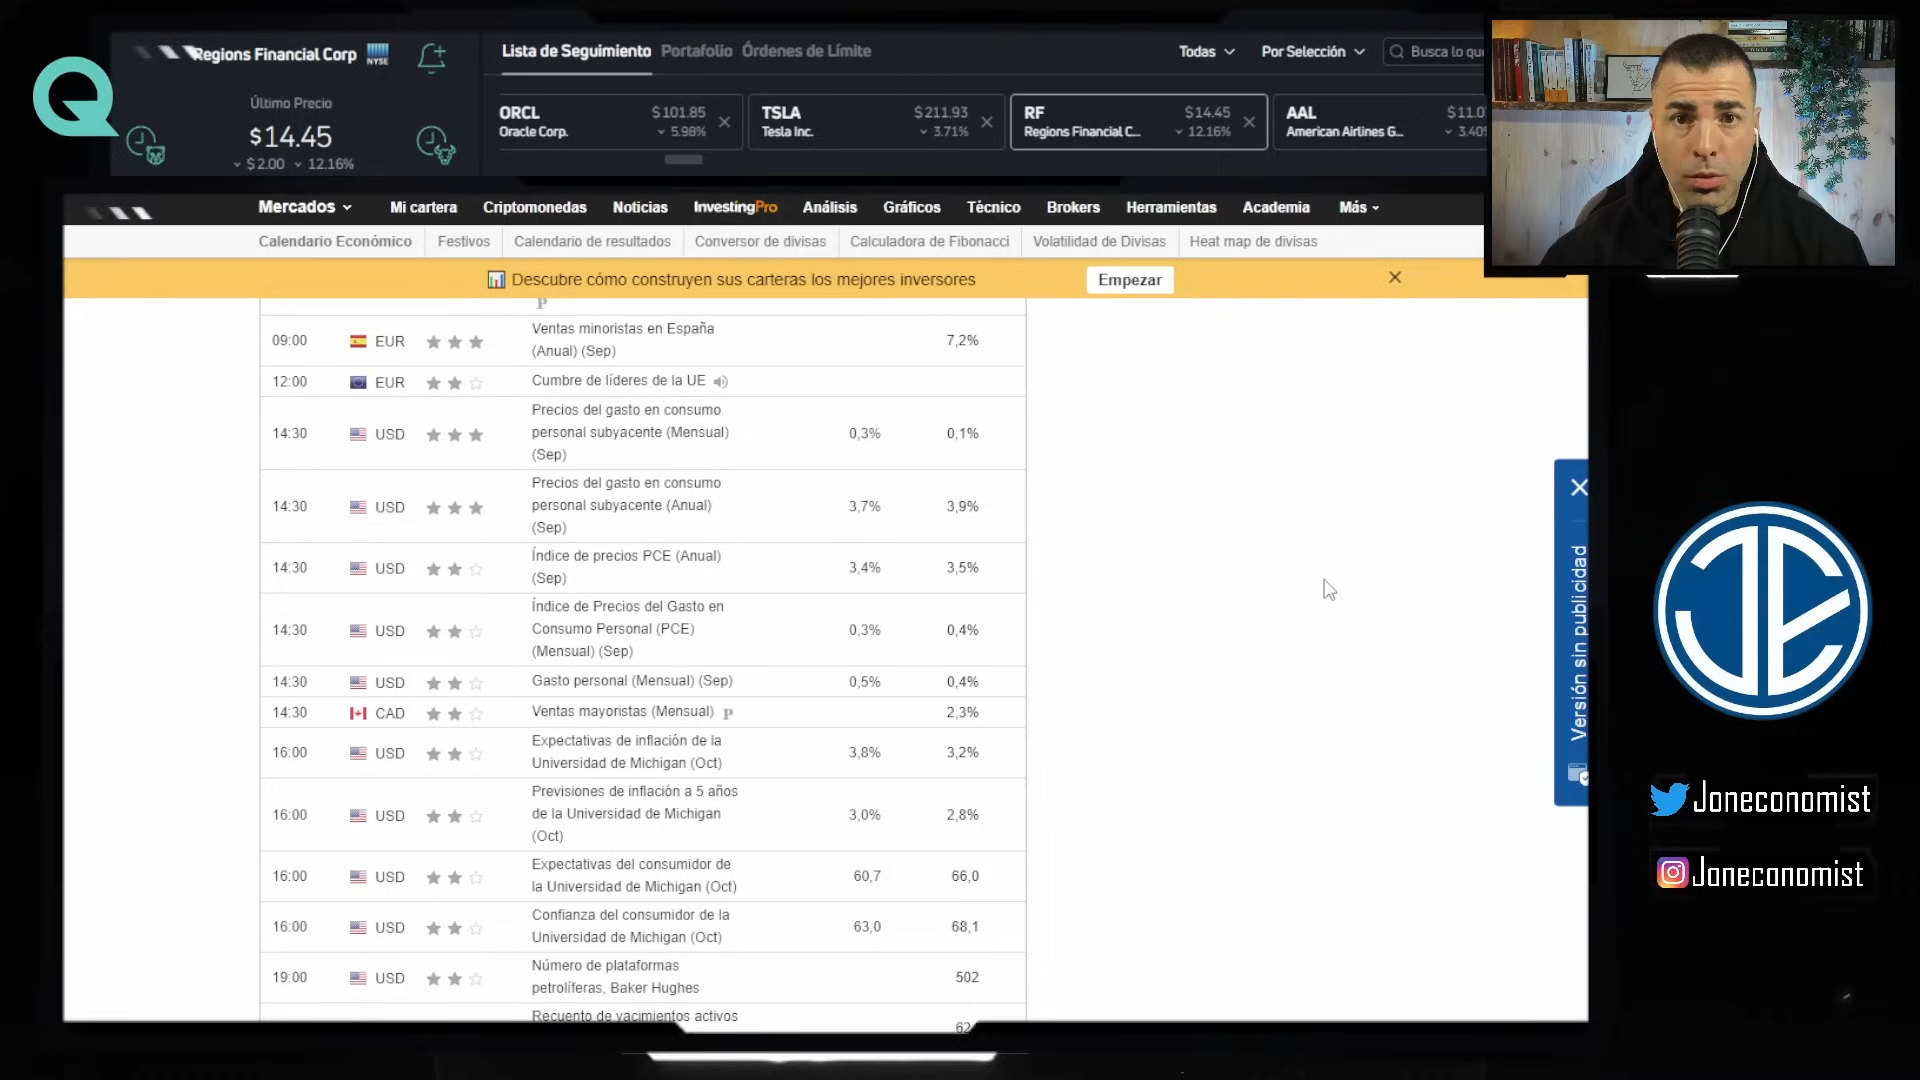 Regions Financial Corp
NYSE
Último Precio
$14.45
$2.00 12.16%
Lista de Seguimiento Portafolio Órdenes de Límite
Todas Por Selección
ORCL $101.85
Oracle Corp. 5.98%
TSLA $211.93
Tesla Inc. 3.71%
RF $14.45
Regions Financial C... 12.16%
AAL
American Airlines G...
Mercados Mi cartera Criptomonedas Noticias InvestingPro Análisis Gráficos Técnico Brokers Herramientas Academia Más
Calendario Económico Festivos Calendario de resultados Conversor de divisas Calculadora de Fibonacci Volatilidad de Divisas Heat map de divisas
Descubre cómo construyen sus carteras los mejores inversores Empezar
09:00 EUR Ventas minoristas en España 7,2%
(Anual) (Sep)
12:00 EUR Cumbre de líderes de la UE
Precios del gasto en consumo
14:30 USD personal subyacente (Mensual) 0,3% 0,1%
(Sep)
Precios del gasto en consumo
14:30 USD personal subyacente (Anual) 3,7% 3,9%
(Sep)
14:30 USD Índice de precios PCE (Anual) 3,4% 3,5%
(Sep)
Índice de Precios del Gasto en
14:30 USD Consumo Personal (PCE) 0,3% 0,4%
(Mensual) (Sep)
14:30 USD Gasto personal (Mensual) (Sep) 0,5% 0,4%
14:30 CAD Ventas mayoristas (Mensual) P 2,3%
16:00 USD Expectativas de inflación de la 3,8% 3,2%
Universidad de Michigan (Oct)
Previsiones de inflación a 5 años
16:00 USD de la Universidad de Michigan 3,0% 2,8%
(Oct)
16:00 USD Expectativas del consumidor de 60,7 66,0
la Universidad de Michigan (Oct)
16:00 USD Confianza del consumidor de la 63,0 68,1
Universidad de Michigan (Oct)
19:00 USD Número de plataformas 502
petrolíferas, Baker Hughes
Recuento de yacimientos activos
Versión sin publicidad
JE
Joneconomist
Joneconomist